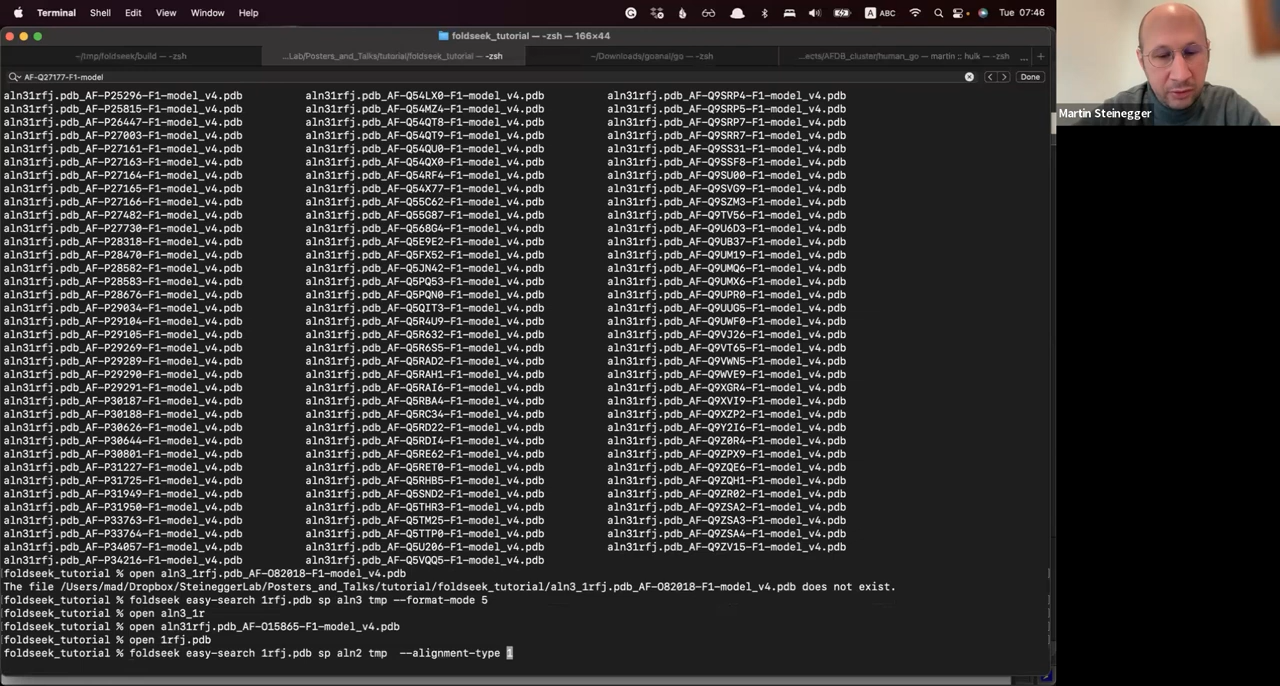 Terminal Shell Edit View Window Help ABC Tue 07:46
foldseek_tutorial — -zsh — 166×44
~/tmp/foldseek/build — -zsh ...Lab/Posters_and_Talks/tutorial/foldseek_tutorial — -zsh ~/Downloads/goanal/go — -zsh ...ects/AFDB_cluster/human_go — martin :: hulk — -zsh ... +
AF-Q27177-F1-model Done
Martin Steinegger
aln31rfj.pdb_AF-P25296-F1-model_v4.pdb aln31rfj.pdb_AF-Q54LX0-F1-model_v4.pdb aln31rfj.pdb_AF-Q9SRP4-F1-model_v4.pdb
aln31rfj.pdb_AF-P25815-F1-model_v4.pdb aln31rfj.pdb_AF-Q54MZ4-F1-model_v4.pdb aln31rfj.pdb_AF-Q9SRP5-F1-model_v4.pdb
aln31rfj.pdb_AF-P26447-F1-model_v4.pdb aln31rfj.pdb_AF-Q54QT8-F1-model_v4.pdb aln31rfj.pdb_AF-Q9SRP7-F1-model_v4.pdb
aln31rfj.pdb_AF-P27003-F1-model_v4.pdb aln31rfj.pdb_AF-Q54QT9-F1-model_v4.pdb aln31rfj.pdb_AF-Q9SRR7-F1-model_v4.pdb
aln31rfj.pdb_AF-P27161-F1-model_v4.pdb aln31rfj.pdb_AF-Q54QU0-F1-model_v4.pdb aln31rfj.pdb_AF-Q9SS31-F1-model_v4.pdb
aln31rfj.pdb_AF-P27163-F1-model_v4.pdb aln31rfj.pdb_AF-Q54QX0-F1-model_v4.pdb aln31rfj.pdb_AF-Q9SSF8-F1-model_v4.pdb
aln31rfj.pdb_AF-P27164-F1-model_v4.pdb aln31rfj.pdb_AF-Q54RF4-F1-model_v4.pdb aln31rfj.pdb_AF-Q9SU00-F1-model_v4.pdb
aln31rfj.pdb_AF-P27165-F1-model_v4.pdb aln31rfj.pdb_AF-Q54X77-F1-model_v4.pdb aln31rfj.pdb_AF-Q9SVG9-F1-model_v4.pdb
aln31rfj.pdb_AF-P27166-F1-model_v4.pdb aln31rfj.pdb_AF-Q55C62-F1-model_v4.pdb aln31rfj.pdb_AF-Q9SZM3-F1-model_v4.pdb
aln31rfj.pdb_AF-P27482-F1-model_v4.pdb aln31rfj.pdb_AF-Q55G87-F1-model_v4.pdb aln31rfj.pdb_AF-Q9TV56-F1-model_v4.pdb
aln31rfj.pdb_AF-P27730-F1-model_v4.pdb aln31rfj.pdb_AF-Q568G4-F1-model_v4.pdb aln31rfj.pdb_AF-Q9U6D3-F1-model_v4.pdb
aln31rfj.pdb_AF-P28318-F1-model_v4.pdb aln31rfj.pdb_AF-Q5E9E2-F1-model_v4.pdb aln31rfj.pdb_AF-Q9UB37-F1-model_v4.pdb
aln31rfj.pdb_AF-P28470-F1-model_v4.pdb aln31rfj.pdb_AF-Q5FX52-F1-model_v4.pdb aln31rfj.pdb_AF-Q9UM19-F1-model_v4.pdb
aln31rfj.pdb_AF-P28582-F1-model_v4.pdb aln31rfj.pdb_AF-Q5JN42-F1-model_v4.pdb aln31rfj.pdb_AF-Q9UMQ6-F1-model_v4.pdb
aln31rfj.pdb_AF-P28583-F1-model_v4.pdb aln31rfj.pdb_AF-Q5PQ53-F1-model_v4.pdb aln31rfj.pdb_AF-Q9UMX6-F1-model_v4.pdb
aln31rfj.pdb_AF-P28676-F1-model_v4.pdb aln31rfj.pdb_AF-Q5PQN0-F1-model_v4.pdb aln31rfj.pdb_AF-Q9UPR0-F1-model_v4.pdb
aln31rfj.pdb_AF-P29034-F1-model_v4.pdb aln31rfj.pdb_AF-Q5QIT3-F1-model_v4.pdb aln31rfj.pdb_AF-Q9UUG5-F1-model_v4.pdb
aln31rfj.pdb_AF-P29104-F1-model_v4.pdb aln31rfj.pdb_AF-Q5R4U9-F1-model_v4.pdb aln31rfj.pdb_AF-Q9UWF0-F1-model_v4.pdb
aln31rfj.pdb_AF-P29105-F1-model_v4.pdb aln31rfj.pdb_AF-Q5R632-F1-model_v4.pdb aln31rfj.pdb_AF-Q9VJ26-F1-model_v4.pdb
aln31rfj.pdb_AF-P29269-F1-model_v4.pdb aln31rfj.pdb_AF-Q5R6S5-F1-model_v4.pdb aln31rfj.pdb_AF-Q9VT65-F1-model_v4.pdb
aln31rfj.pdb_AF-P29289-F1-model_v4.pdb aln31rfj.pdb_AF-Q5RAD2-F1-model_v4.pdb aln31rfj.pdb_AF-Q9VWN5-F1-model_v4.pdb
aln31rfj.pdb_AF-P29290-F1-model_v4.pdb aln31rfj.pdb_AF-Q5RAH1-F1-model_v4.pdb aln31rfj.pdb_AF-Q9WVE9-F1-model_v4.pdb
aln31rfj.pdb_AF-P29291-F1-model_v4.pdb aln31rfj.pdb_AF-Q5RAI6-F1-model_v4.pdb aln31rfj.pdb_AF-Q9XGR4-F1-model_v4.pdb
aln31rfj.pdb_AF-P30187-F1-model_v4.pdb aln31rfj.pdb_AF-Q5RBA4-F1-model_v4.pdb aln31rfj.pdb_AF-Q9XVI9-F1-model_v4.pdb
aln31rfj.pdb_AF-P30188-F1-model_v4.pdb aln31rfj.pdb_AF-Q5RC34-F1-model_v4.pdb aln31rfj.pdb_AF-Q9XZP2-F1-model_v4.pdb
aln31rfj.pdb_AF-P30626-F1-model_v4.pdb aln31rfj.pdb_AF-Q5RD22-F1-model_v4.pdb aln31rfj.pdb_AF-Q9Y2I6-F1-model_v4.pdb
aln31rfj.pdb_AF-P30644-F1-model_v4.pdb aln31rfj.pdb_AF-Q5RDI4-F1-model_v4.pdb aln31rfj.pdb_AF-Q9Z0R4-F1-model_v4.pdb
aln31rfj.pdb_AF-P30801-F1-model_v4.pdb aln31rfj.pdb_AF-Q5RE62-F1-model_v4.pdb aln31rfj.pdb_AF-Q9ZPX9-F1-model_v4.pdb
aln31rfj.pdb_AF-P31227-F1-model_v4.pdb aln31rfj.pdb_AF-Q5RET0-F1-model_v4.pdb aln31rfj.pdb_AF-Q9ZQE6-F1-model_v4.pdb
aln31rfj.pdb_AF-P31725-F1-model_v4.pdb aln31rfj.pdb_AF-Q5RHB5-F1-model_v4.pdb aln31rfj.pdb_AF-Q9ZQH1-F1-model_v4.pdb
aln31rfj.pdb_AF-P31949-F1-model_v4.pdb aln31rfj.pdb_AF-Q5SND2-F1-model_v4.pdb aln31rfj.pdb_AF-Q9ZR02-F1-model_v4.pdb
aln31rfj.pdb_AF-P31950-F1-model_v4.pdb aln31rfj.pdb_AF-Q5THR3-F1-model_v4.pdb aln31rfj.pdb_AF-Q9ZSA2-F1-model_v4.pdb
aln31rfj.pdb_AF-P33763-F1-model_v4.pdb aln31rfj.pdb_AF-Q5TM25-F1-model_v4.pdb aln31rfj.pdb_AF-Q9ZSA3-F1-model_v4.pdb
aln31rfj.pdb_AF-P33764-F1-model_v4.pdb aln31rfj.pdb_AF-Q5TTP0-F1-model_v4.pdb aln31rfj.pdb_AF-Q9ZSA4-F1-model_v4.pdb
aln31rfj.pdb_AF-P34057-F1-model_v4.pdb aln31rfj.pdb_AF-Q5U206-F1-model_v4.pdb aln31rfj.pdb_AF-Q9ZV15-F1-model_v4.pdb
aln31rfj.pdb_AF-P34216-F1-model_v4.pdb aln31rfj.pdb_AF-Q5VQQ5-F1-model_v4.pdb
foldseek_tutorial % open aln3_1rfj.pdb_AF-O82018-F1-model_v4.pdb
The file /Users/mad/Dropbox/SteineggerLab/Posters_and_Talks/tutorial/foldseek_tutorial/aln3_1rfj.pdb_AF-O82018-F1-model_v4.pdb does not exist.
foldseek_tutorial % foldseek easy-search 1rfj.pdb sp aln3 tmp --format-mode 5
foldseek_tutorial % open aln3_1r
foldseek_tutorial % open aln31rfj.pdb_AF-O15865-F1-model_v4.pdb
foldseek_tutorial % open 1rfj.pdb
foldseek_tutorial % foldseek easy-search 1rfj.pdb sp aln2 tmp --alignment-type 1